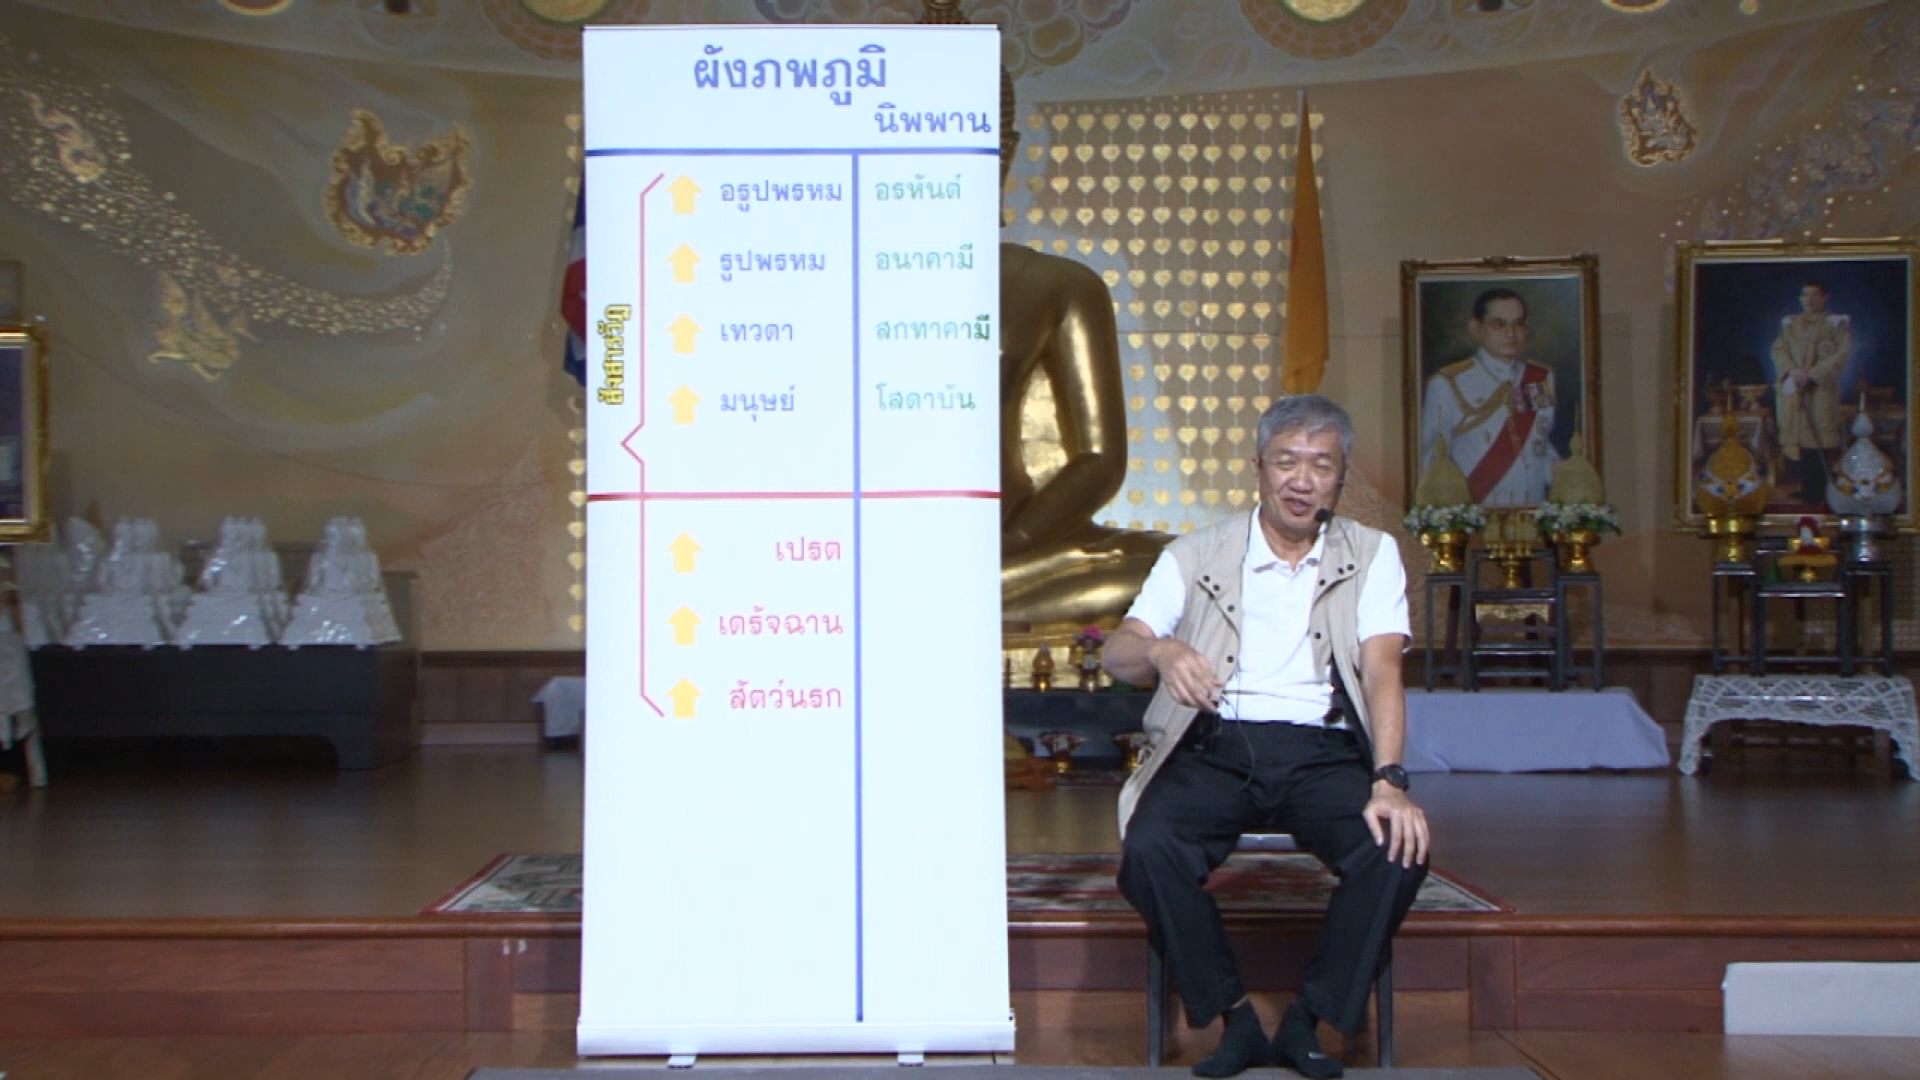 ผังภพภูมิ
นิพพาน
สังสารวัฏ
อรูปพรหม อรหันต์
รูปพรหม อนาคามี
เทวดา สกทาคามี
มนุษย์ โสดาบัน
เปรต
เดรัจฉาน
สัตว์นรก